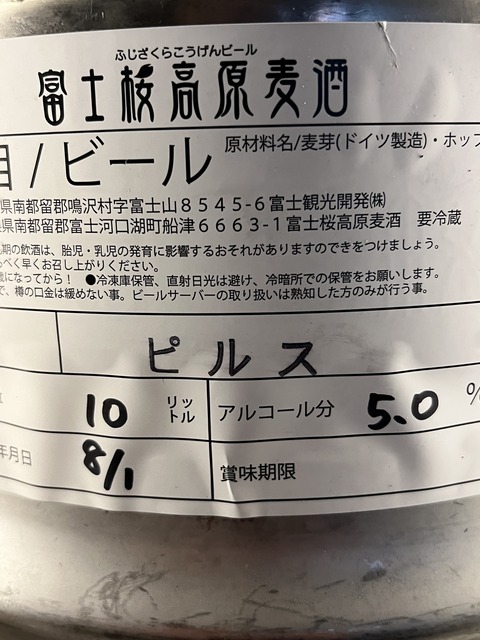 ふじざくらこうげんビール
富士桜高原麦酒
目/ビール
原材料名/麦芽(ドイツ製造)・ホップ
県南都留郡鳴沢村字富士山8545-6富士観光開発㈱
県南都留郡富士河口湖町船津6663-1富士桜高原麦酒 要冷蔵
期の飲酒は、胎児・乳児の発育に影響するおそれがありますのできをつけましょう。
べく早くお召し上がりください。
になってから! ●冷凍庫保管、直射日光は避け、冷暗所での保管をお願いします。
で、樽の口金は緩めない事。ビールサーバーの取り扱いは熟知した方のみが行う事。
ピルス
10 リットル アルコール分 5.0 %
年月日 8/1 賞味期限